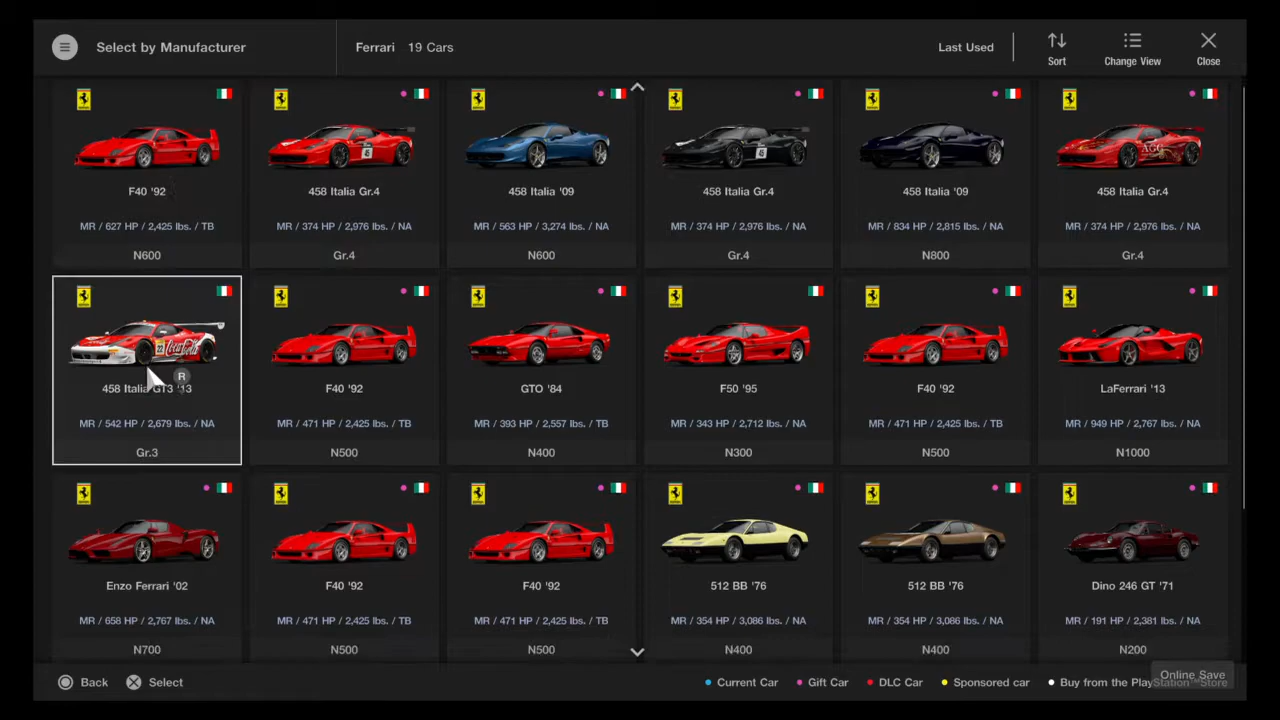 Select by Manufacturer
Ferrari 19 Cars
Last Used
Sort
Change View
Close
F40 '92
MR / 627 HP / 2,425 lbs. / TB
N600
458 Italia Gr.4
MR / 374 HP / 2,976 lbs. / NA
Gr.4
458 Italia '09
MR / 563 HP / 3,274 lbs. / NA
N600
458 Italia Gr.4
MR / 374 HP / 2,976 lbs. / NA
Gr.4
458 Italia '09
MR / 834 HP / 2,815 lbs. / NA
N800
458 Italia Gr.4
MR / 374 HP / 2,976 lbs. / NA
Gr.4
458 Italia GT3 '13
MR / 542 HP / 2,679 lbs. / NA
Gr.3
R
F40 '92
MR / 471 HP / 2,425 lbs. / TB
N500
GTO '84
MR / 393 HP / 2,557 lbs. / TB
N400
F50 '95
MR / 343 HP / 2,712 lbs. / NA
N300
F40 '92
MR / 471 HP / 2,425 lbs. / TB
N500
LaFerrari '13
MR / 949 HP / 2,767 lbs. / NA
N1000
Enzo Ferrari '02
MR / 658 HP / 2,767 lbs. / NA
N700
F40 '92
MR / 471 HP / 2,425 lbs. / TB
N500
F40 '92
MR / 471 HP / 2,425 lbs. / TB
N500
512 BB '76
MR / 354 HP / 3,086 lbs. / NA
N400
512 BB '76
MR / 354 HP / 3,086 lbs. / NA
N400
Dino 246 GT '71
MR / 191 HP / 2,381 lbs. / NA
N200
Back
Select
Current Car
Gift Car
DLC Car
Sponsored car
Buy from the PlayStation™Store
Online Save
45
45
AGC
22
Coca-Cola